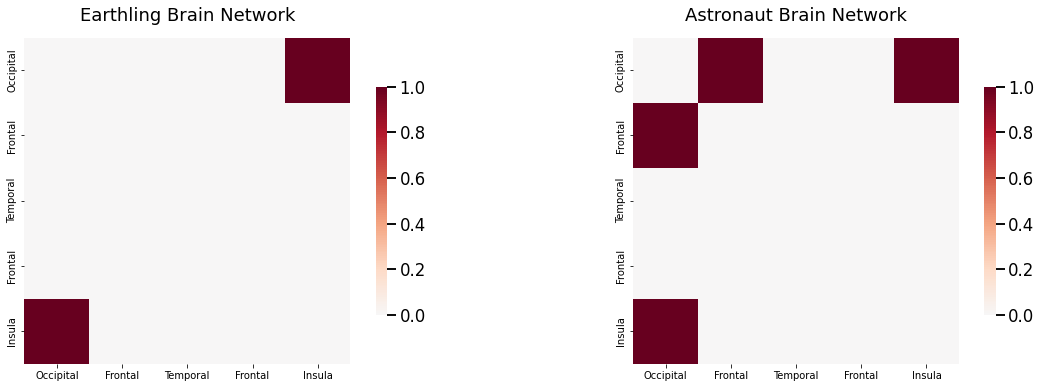 Earthling Brain Network
Astronaut Brain Network
Occipital
Frontal
Temporal
Frontal
Insula
Occipital Frontal Temporal Frontal Insula
1.0
0.8
0.6
0.4
0.2
0.0
Occipital
Frontal
Temporal
Frontal
Insula
Occipital Frontal Temporal Frontal Insula
1.0
0.8
0.6
0.4
0.2
0.0